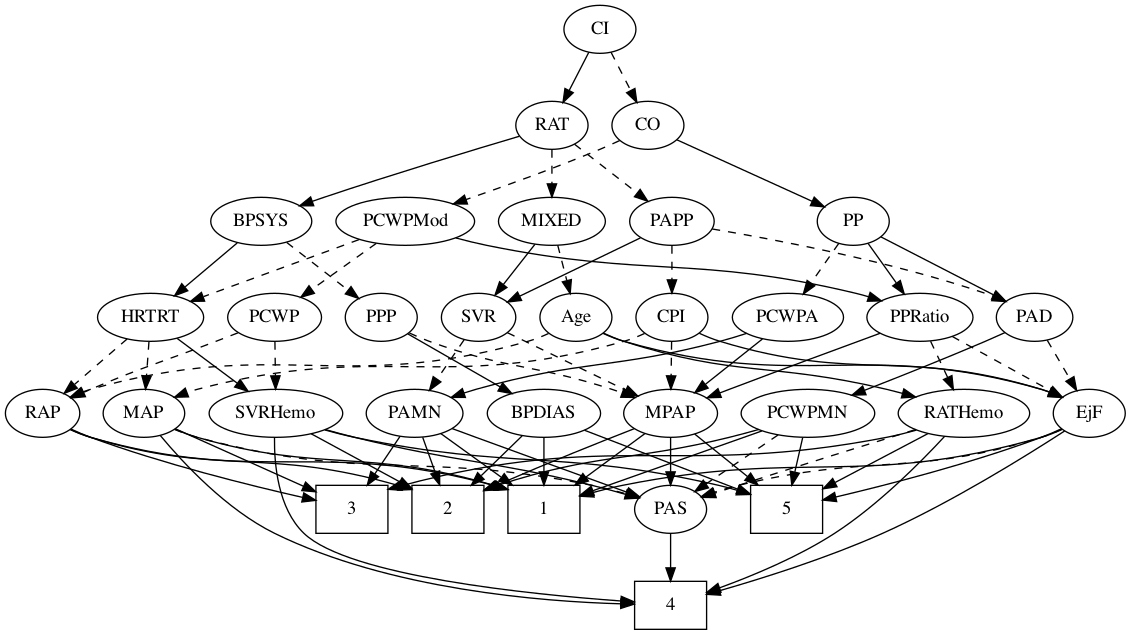 CI
RAT
CO
BPSYS
PCWPMod
MIXED
PAPP
PP
HRTRT
PCWP
PPP
SVR
Age
CPI
PCWPA
PPRatio
PAD
RAP
MAP
SVRHemo
PAMN
BPDIAS
MPAP
PCWPMN
RATHemo
EjF
3
2
1
PAS
5
4